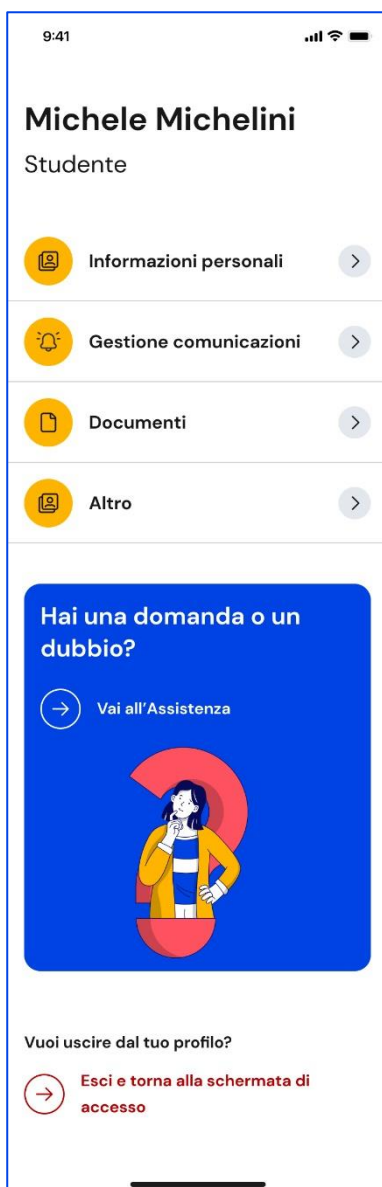 9:41
Michele Michelini
Studente
Informazioni personali
Gestione comunicazioni
Documenti
Altro
Hai una domanda o un
dubbio?
Vai all’Assistenza
Vuoi uscire dal tuo profilo?
Esci e torna alla schermata di
accesso